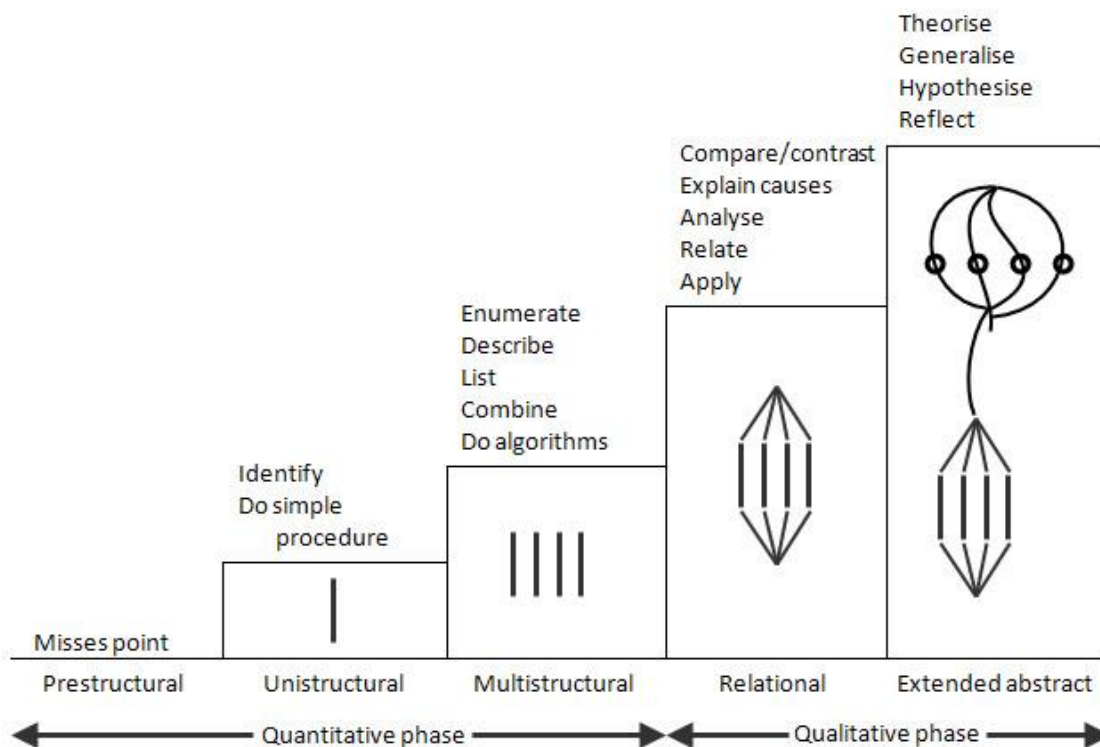 Theorise
Generalise
Hypothesise
Reflect
Compare/contrast
Explain causes
Analyse
Relate
Apply
Enumerate
Describe
List
Combine
Do algorithms
Identify
Do simple
procedure
Misses point
Prestructural
Unistructural
Multistructural
Relational
Extended abstract
Quantitative phase
Qualitative phase